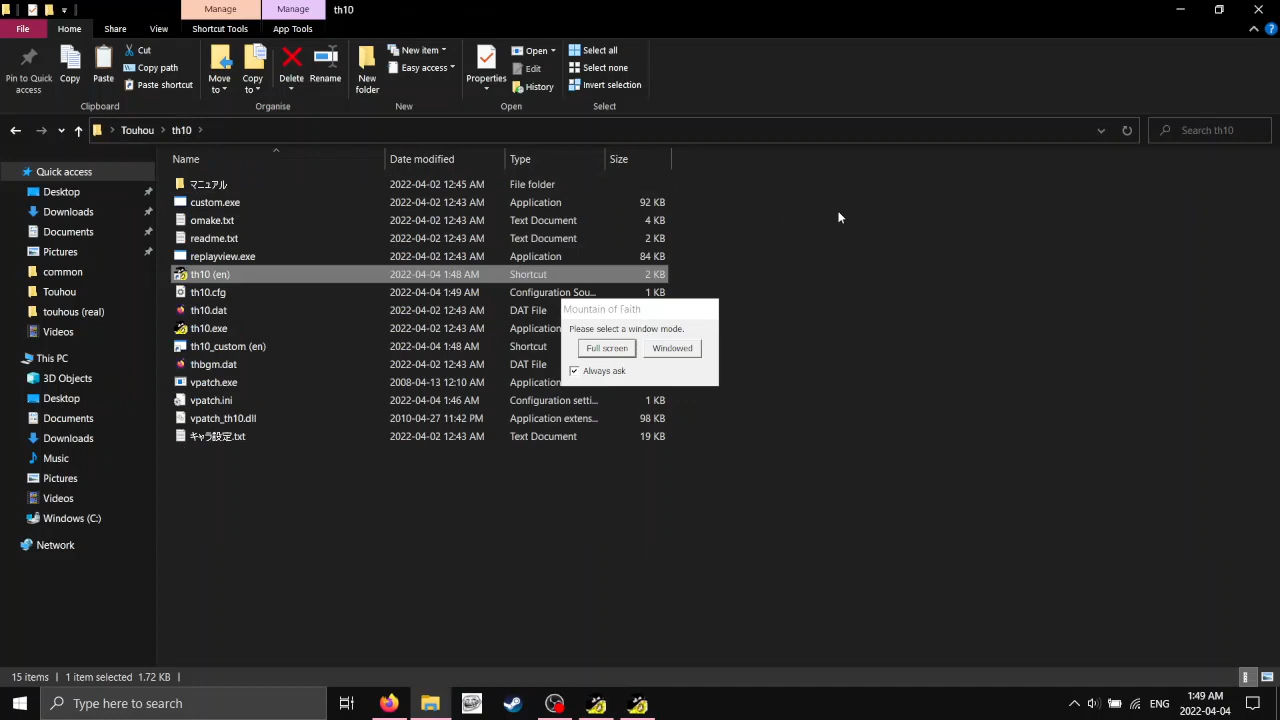 Manage
Manage
th10
File
Home
Share
View
Shortcut Tools
App Tools
Pin to Quick access
Copy
Paste
Cut
Copy path
Paste shortcut
Clipboard
Move to
Copy to
Delete
Rename
Organise
New folder
New item
Easy access
New
Properties
Open
Edit
History
Open
Select all
Select none
Invert selection
Select
Touhou > th10 >
Search th10
Name Date modified Type Size
マニュアル 2022-04-02 12:45 AM File folder
custom.exe 2022-04-02 12:43 AM Application 92 KB
omake.txt 2022-04-02 12:43 AM Text Document 4 KB
readme.txt 2022-04-02 12:43 AM Text Document 2 KB
replayview.exe 2022-04-02 12:43 AM Application 84 KB
th10 (en) 2022-04-04 1:48 AM Shortcut 2 KB
th10.cfg 2022-04-04 1:49 AM Configuration Sou... 1 KB
th10.dat 2022-04-02 12:43 AM DAT File
th10.exe 2022-04-02 12:43 AM Application
th10_custom (en) 2022-04-04 1:48 AM Shortcut
thbgm.dat 2022-04-02 12:43 AM DAT File
vpatch.exe 2008-04-13 12:10 AM Application
vpatch.ini 2022-04-04 1:46 AM Configuration setti... 1 KB
vpatch_th10.dll 2010-04-27 11:42 PM Application extens... 98 KB
キャラ設定.txt 2022-04-02 12:43 AM Text Document 19 KB
Quick access
Desktop
Downloads
Documents
Pictures
common
Touhou
touhous (real)
Videos
This PC
3D Objects
Desktop
Documents
Downloads
Music
Pictures
Videos
Windows (C:)
Network
Mountain of Faith
Please select a window mode.
Full screen
Windowed
Always ask
15 items
1 item selected 1.72 KB
Type here to search
ENG
1:49 AM
2022-04-04